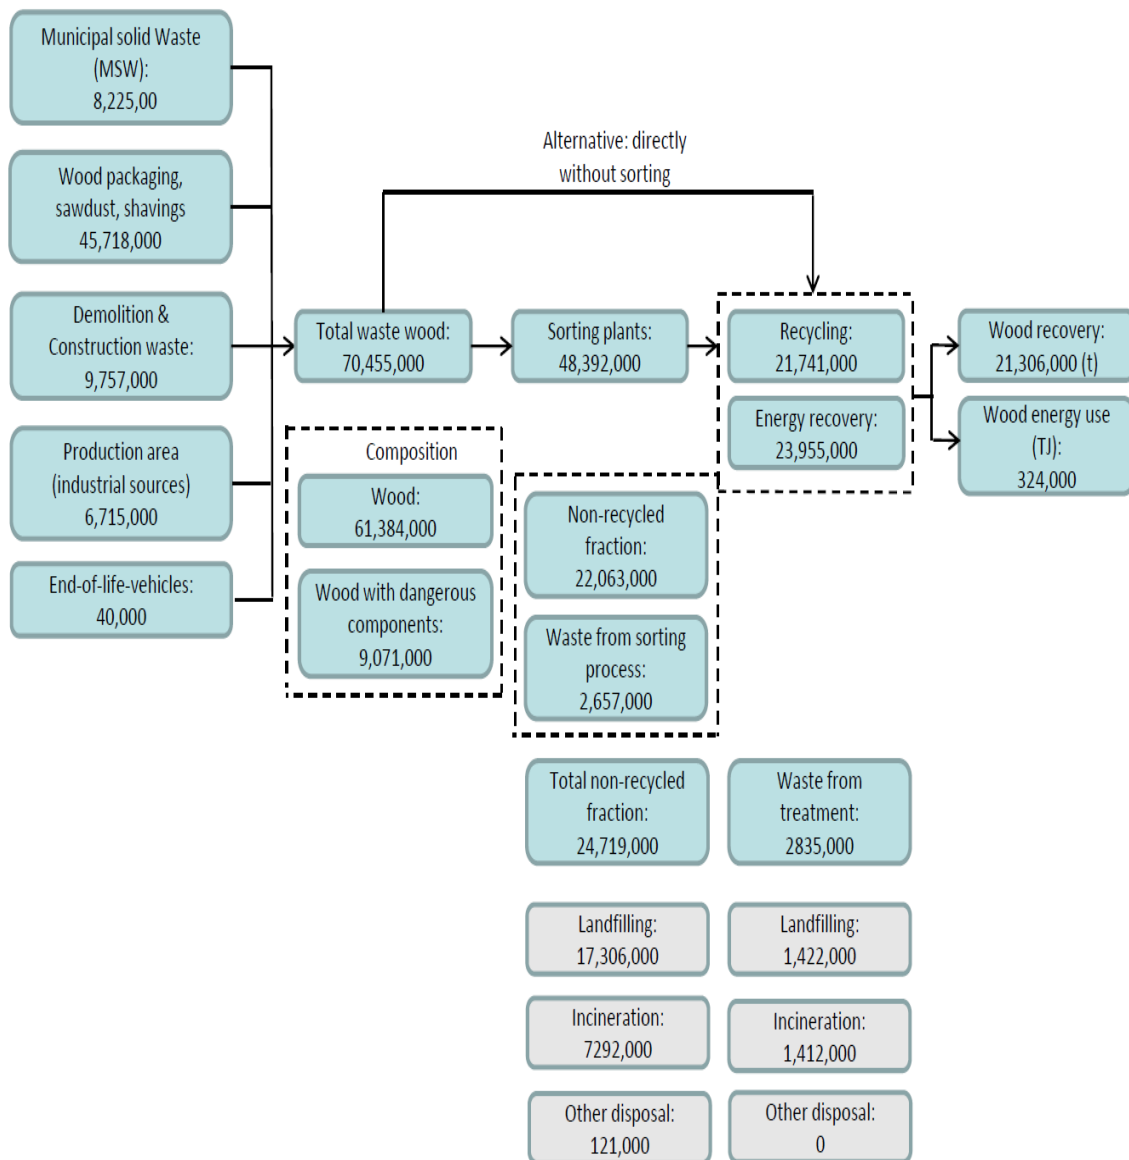 Municipal solid Waste
(MSW):
8,225,00
Wood packaging,
sawdust, shavings
45,718,000
Demolition &
Construction waste:
9,757,000
Production area
(industrial sources)
6,715,000
End-of-life-vehicles:
40,000
Alternative: directly
without sorting
Total waste wood:
70,455,000
Sorting plants:
48,392,000
Recycling:
21,741,000
Energy recovery:
23,955,000
Wood recovery:
21,306,000 (t)
Wood energy use
(TJ):
324,000
Composition
Wood:
61,384,000
Wood with dangerous
components:
9,071,000
Non-recycled
fraction:
22,063,000
Waste from sorting
process:
2,657,000
Total non-recycled
fraction:
24,719,000
Waste from
treatment:
2835,000
Landfilling:
17,306,000
Landfilling:
1,422,000
Incineration:
7292,000
Incineration:
1,412,000
Other disposal:
121,000
Other disposal:
0